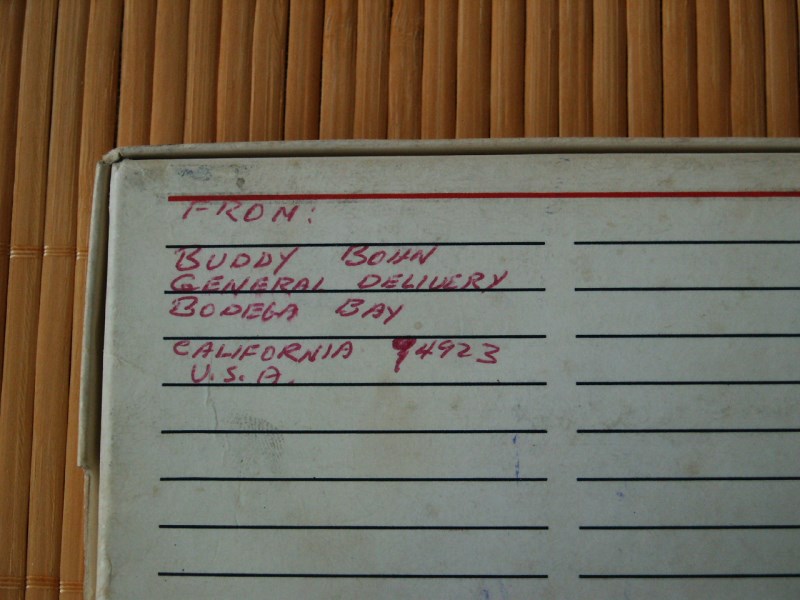 FROM:
BUDDY BOHN
GENERAL DELIVERY
BODEGA BAY
CALIFORNIA 94923
U.S.A.